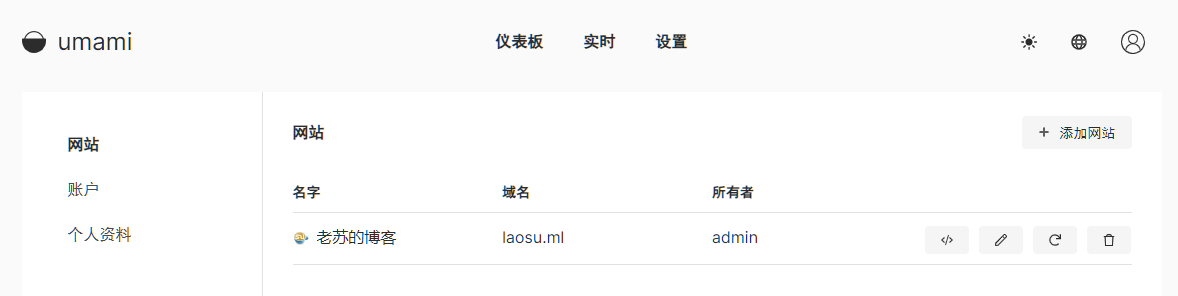 umami 仪表板 实时 设置
网站
账户
个人资料
网站
+ 添加网站
名字 域名 所有者
老苏的博客 laosu.ml admin </>